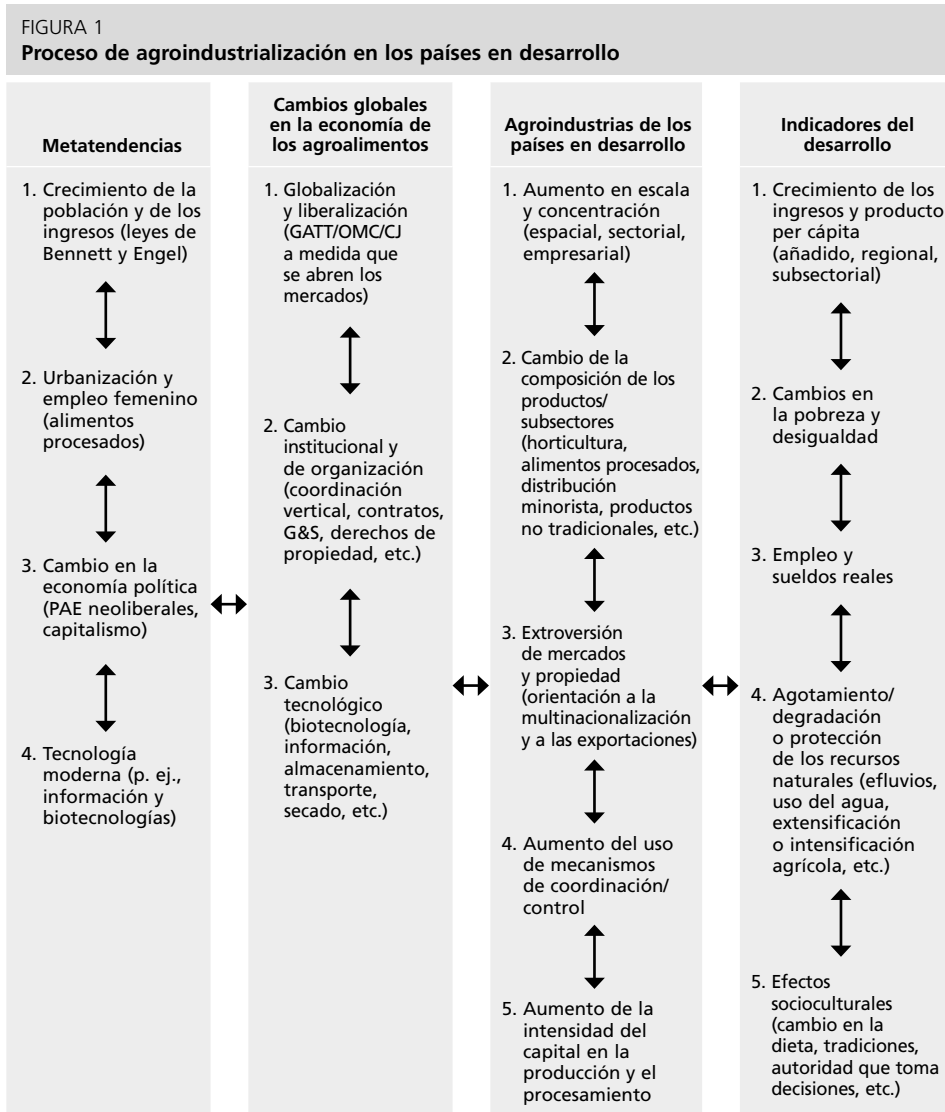 FIGURA 1
Proceso de agroindustrialización en los países en desarrollo
Metatendencias
1. Crecimiento de la
población y de los
ingresos (leyes de
Bennett y Engel)
2. Urbanización y
empleo femenino
(alimentos
procesados)
3. Cambio en la
economía política
(PAE neoliberales,
capitalismo)
4. Tecnología
moderna (p. ej.,
información y
biotecnologías)
Cambios globales
en la economía de
los agroalimentos
1. Globalización
y liberalización
(GATT/OMC/CJ
a medida que
se abren los
mercados)
2. Cambio
institucional y
de organización
(coordinación
vertical, contratos,
G&S, derechos de
propiedad, etc.)
3. Cambio
tecnológico
(biotecnología,
información,
almacenamiento,
transporte,
secado, etc.)
Agroindustrias de los
países en desarrollo
1. Aumento en escala
y concentración
(espacial, sectorial,
empresarial)
2. Cambio de la
composición de los
productos/
subsectores
(horticultura,
alimentos procesados,
distribución
minorista, productos
no tradicionales, etc.)
3. Extroversión
de mercados
y propiedad
(orientación a la
multinacionalización
y a las exportaciones)
4. Aumento del uso
de mecanismos
de coordinación/
control
5. Aumento de la
intensidad del
capital en la
producción y el
procesamiento
Indicadores del
desarrollo
1. Crecimiento de los
ingresos y producto
per cápita
(añadido, regional,
subsectorial)
2. Cambios en
la pobreza y
desigualdad
3. Empleo y
sueldos reales
4. Agotamiento/
degradación
o protección
de los recursos
naturales (efluvios,
uso del agua,
extensificación
o intensificación
agrícola, etc.)
5. Efectos
socioculturales
(cambio en la
dieta, tradiciones,
autoridad que toma
decisiones, etc.)